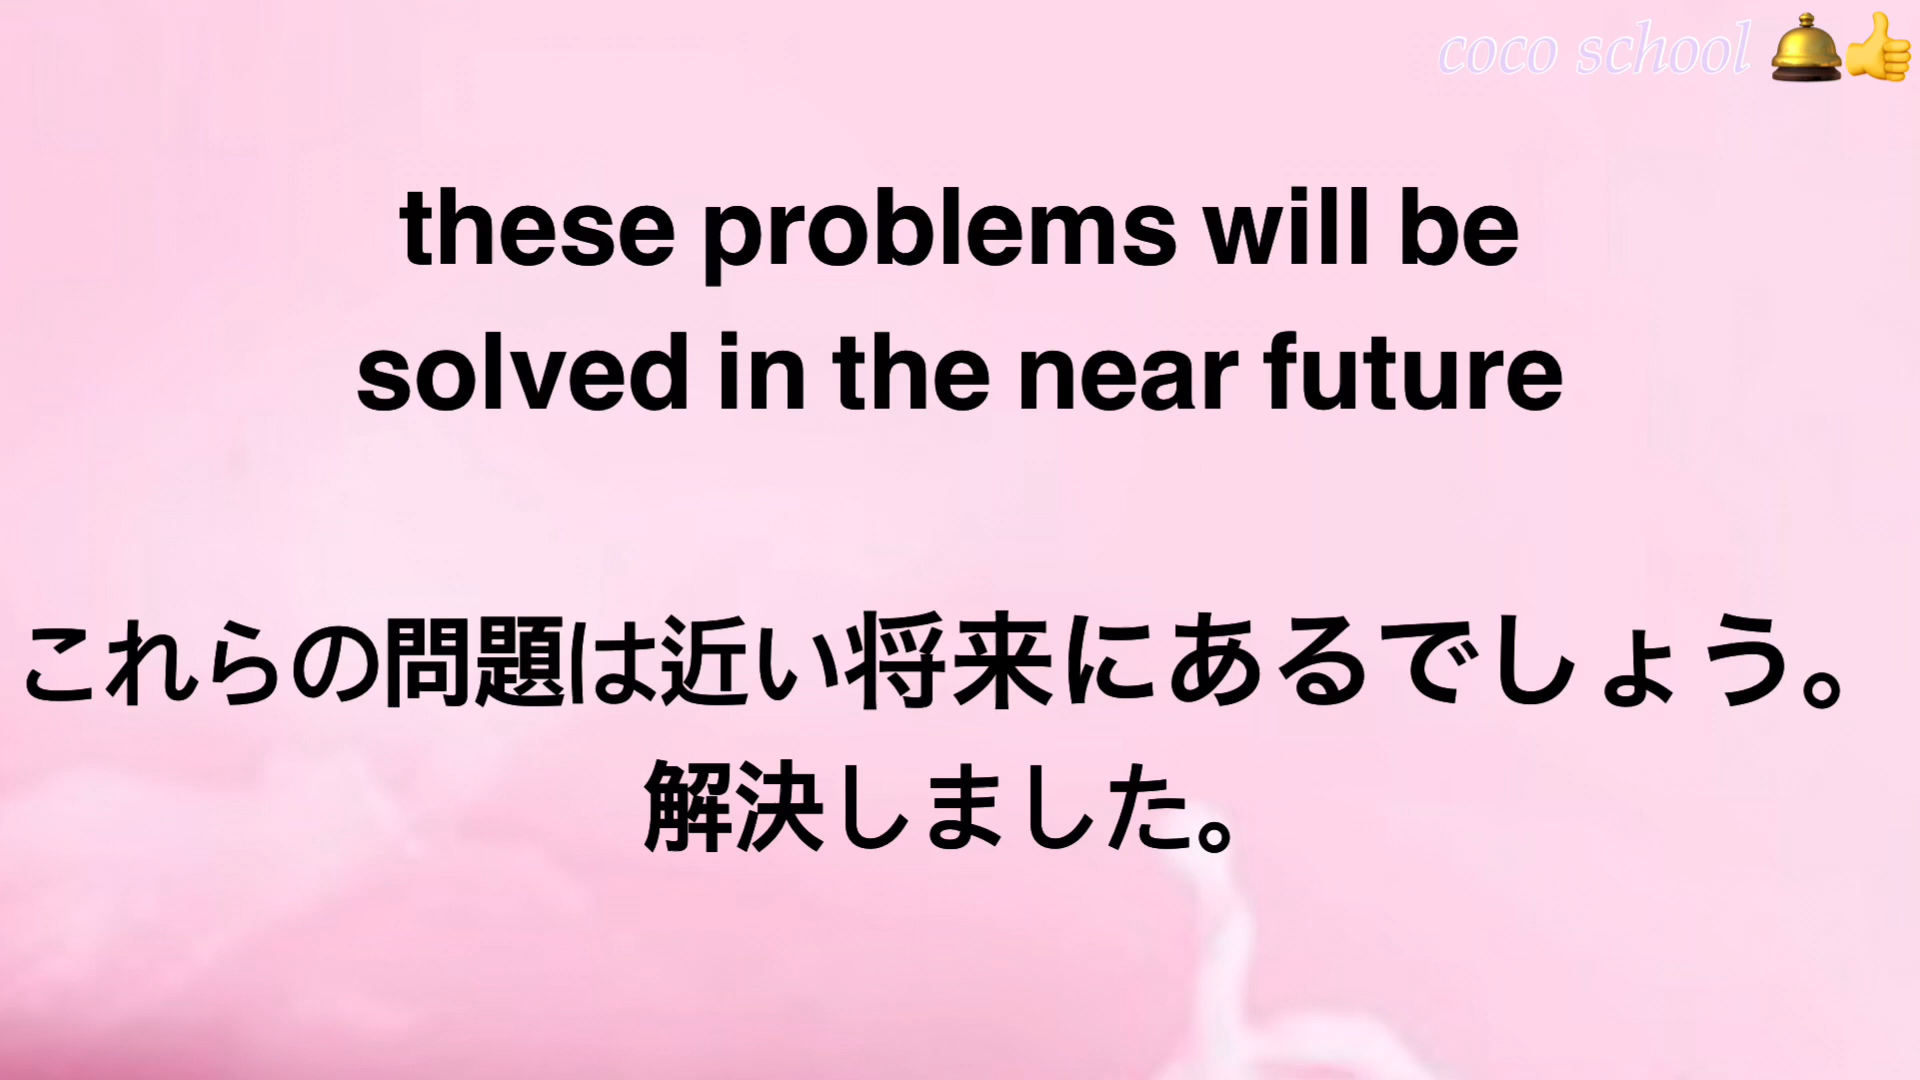 coco school
these problems will be
solved in the near future
これらの問題は近い将来にあるでしょう。
解決しました。